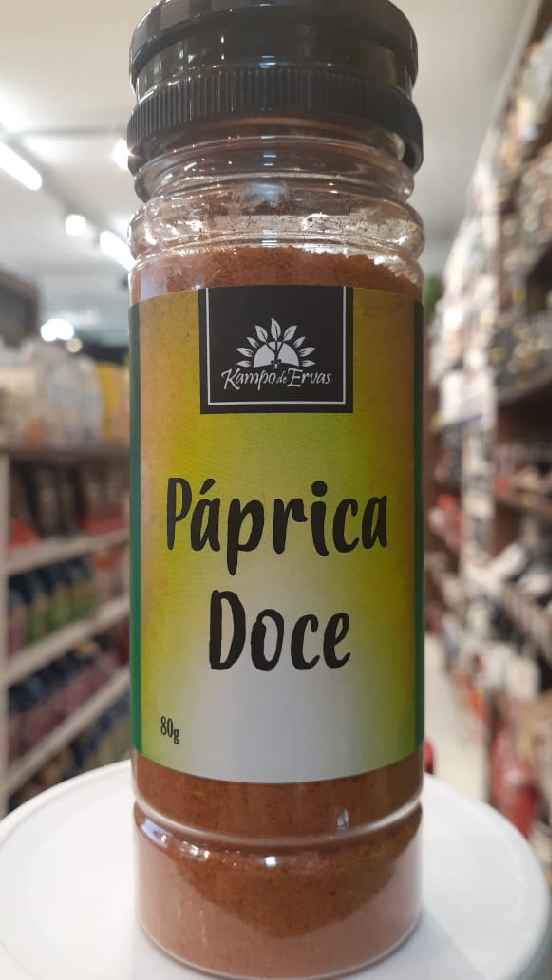 Kampo de Ervas
Páprica
Doce
80g